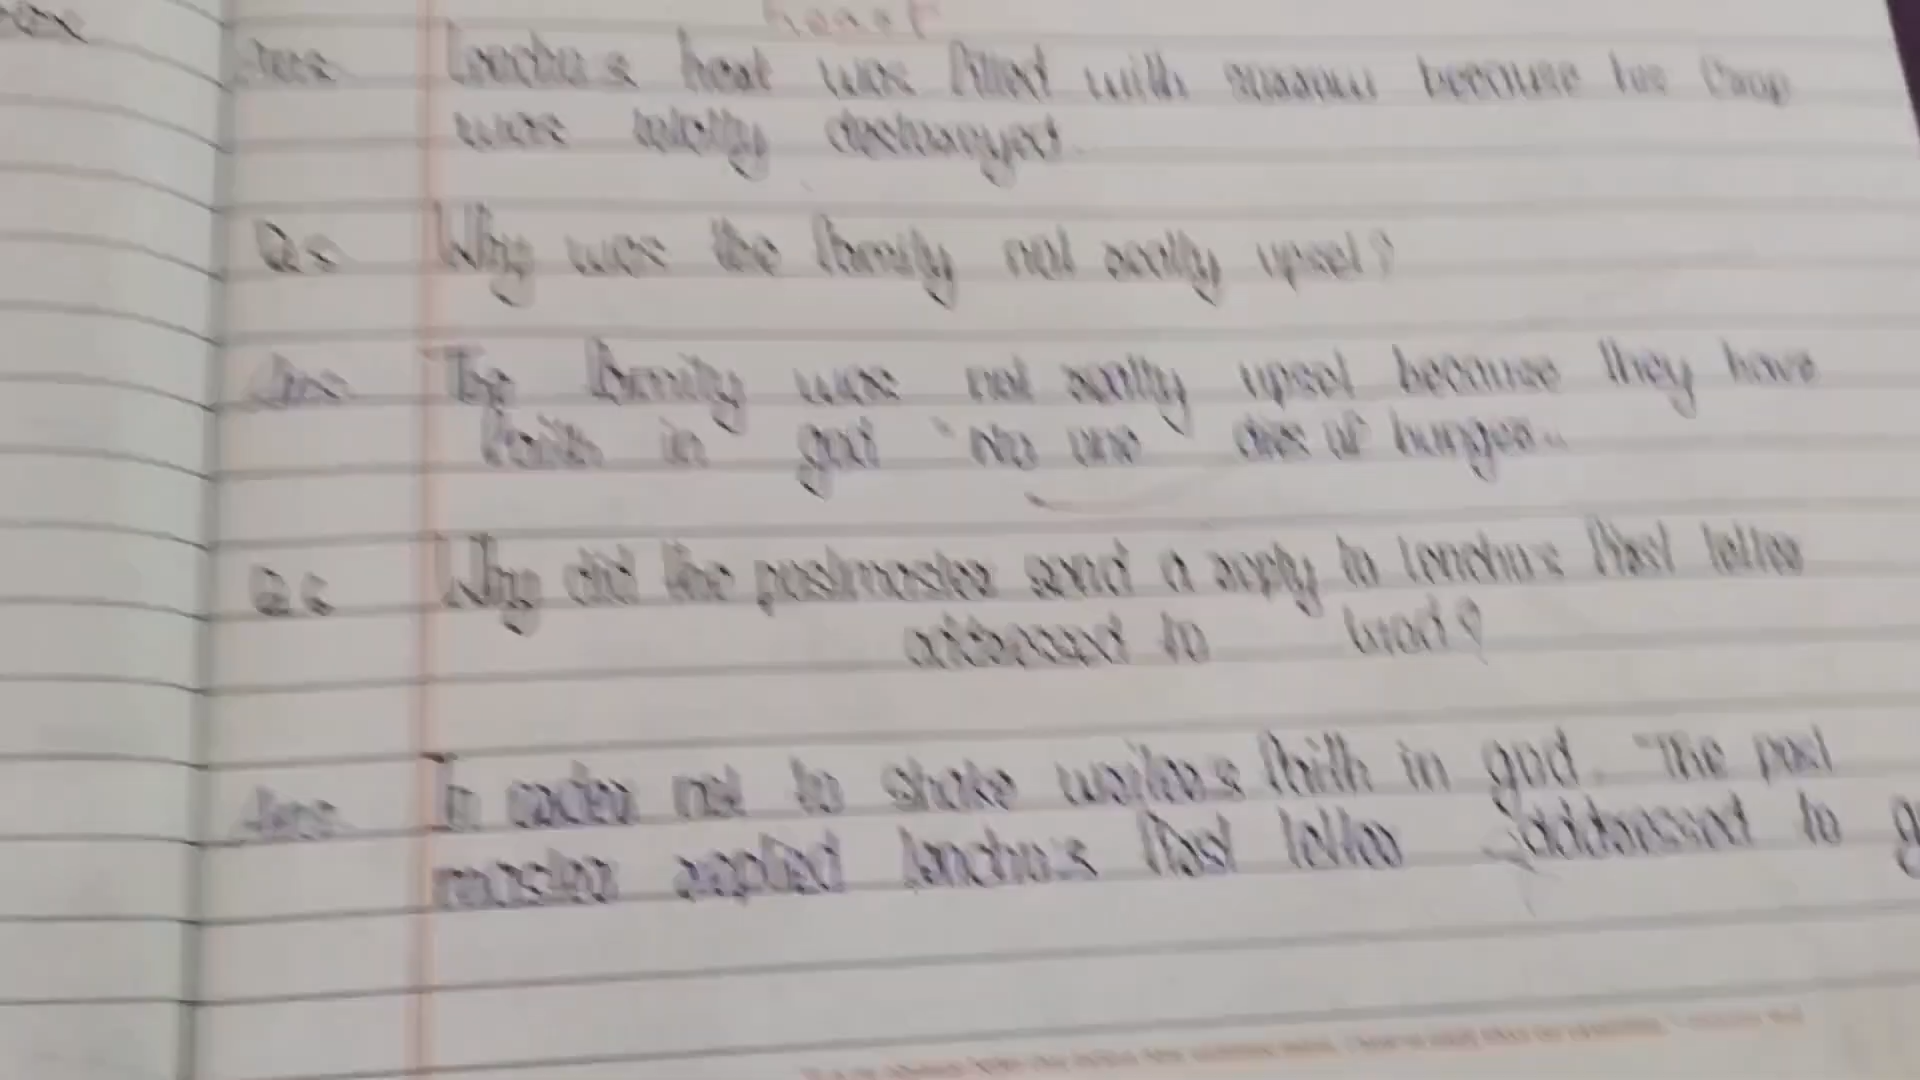 heart
Ans Lencho's heat was filled with sorrow because his Crop
was totally destroyed.
Q5 Why was the family not really upset?
Ans The family was not really upset because they have
faith in god "No one dies of hunger..
Q6 Why did the postmaster send a reply to lencho's first letter
addressed to God?
Ans In order not to shake writer's faith in god. The post
master replied lencho's first letter addressed to g